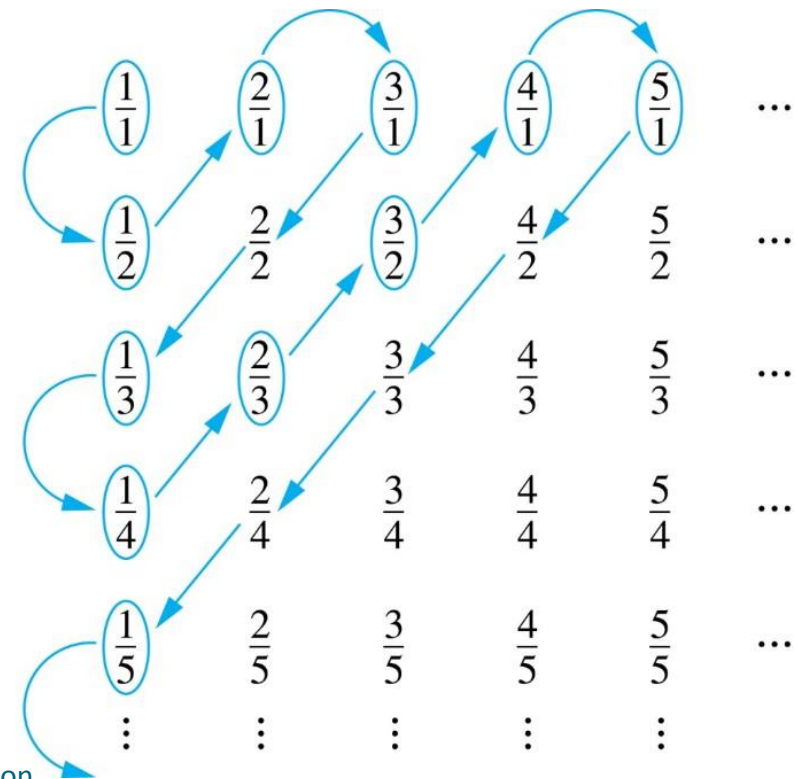 1/1 2/1 3/1 4/1 5/1 ...
1/2 2/2 3/2 4/2 5/2 ...
1/3 2/3 3/3 4/3 5/3 ...
1/4 2/4 3/4 4/4 5/4 ...
1/5 2/5 3/5 4/5 5/5 ...
⋮ ⋮ ⋮ ⋮ ⋮
on